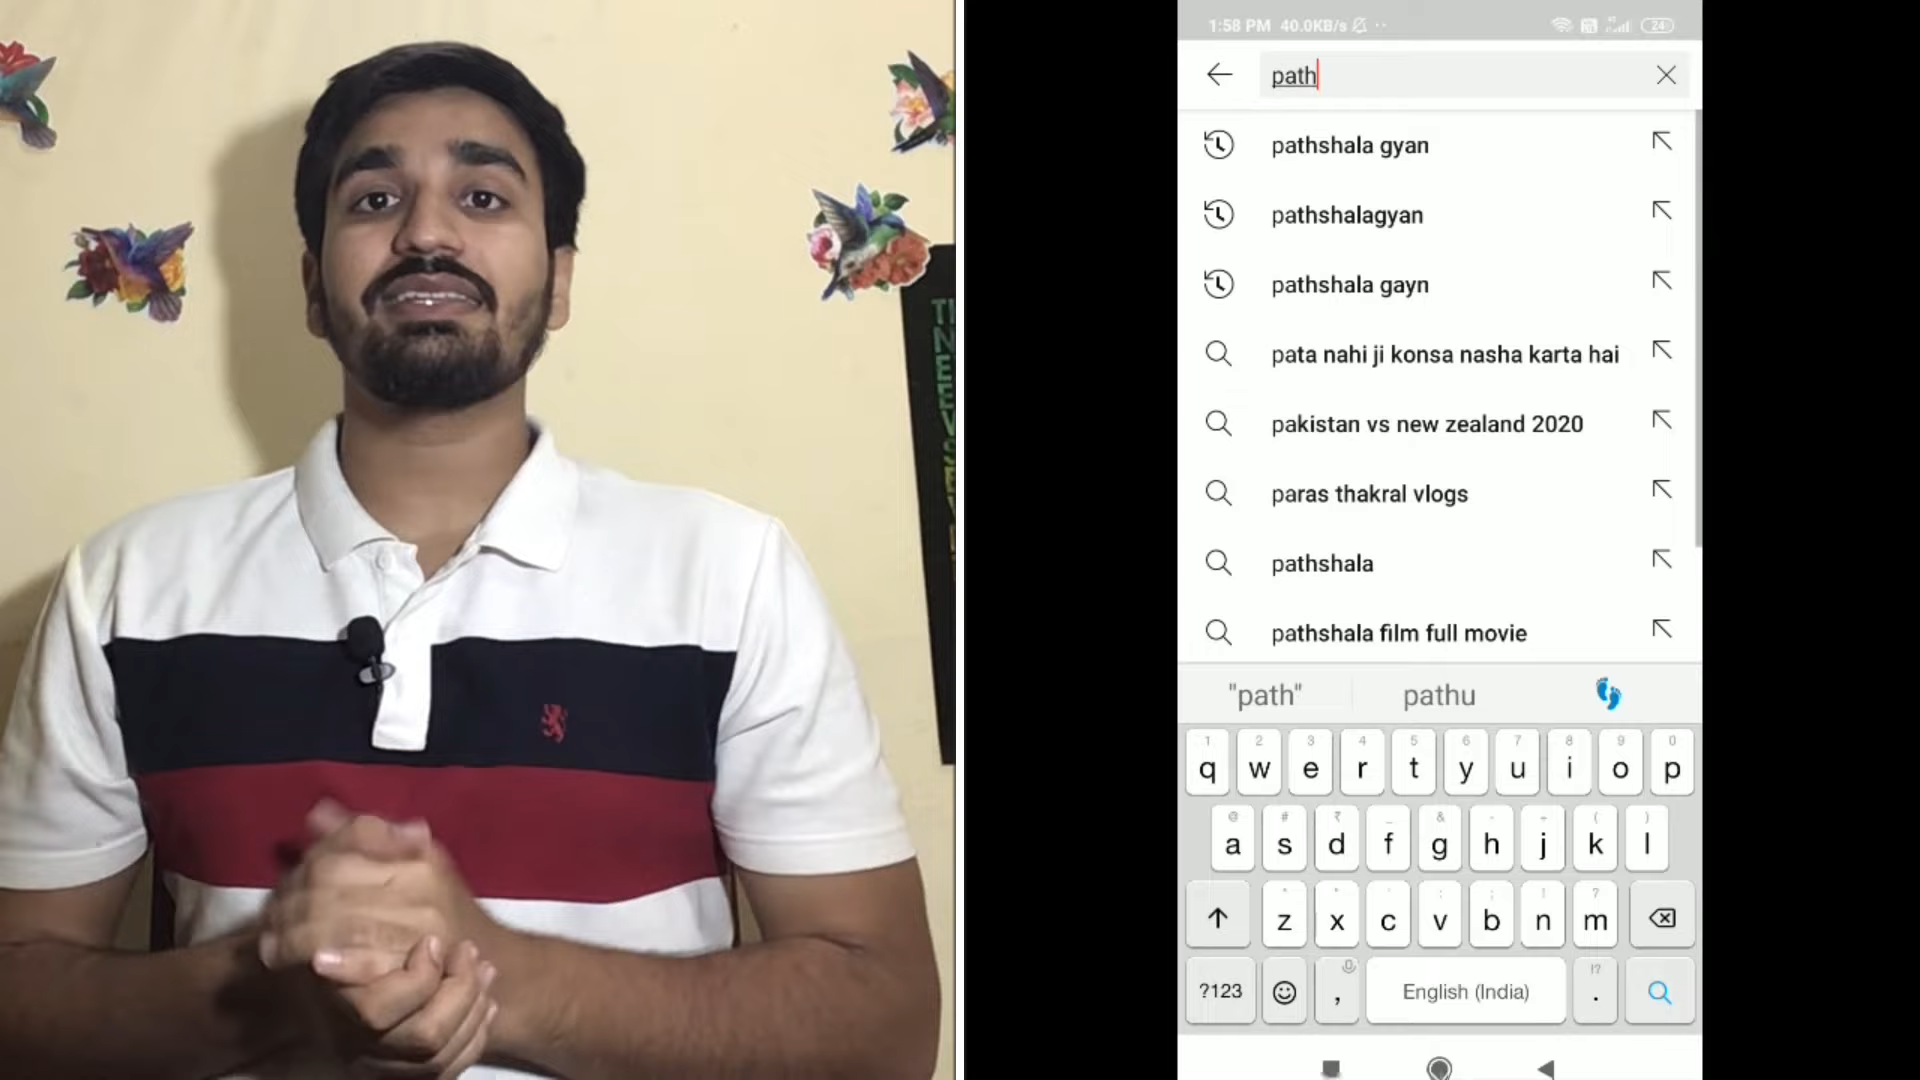 1:58 PM 40.0KB/s
24
path
pathshala gyan
pathshalagyan
pathshala gayn
pata nahi ji konsa nasha karta hai
pakistan vs new zealand 2020
paras thakral vlogs
pathshala
pathshala film full movie
"path" pathu
1 2 3 4 5 6 7 8 9 0
q w e r t y u i o p
@ # ₹ _ & - + ( )
a s d f g h j k l
z x c v b n m
?123 , English (India) .